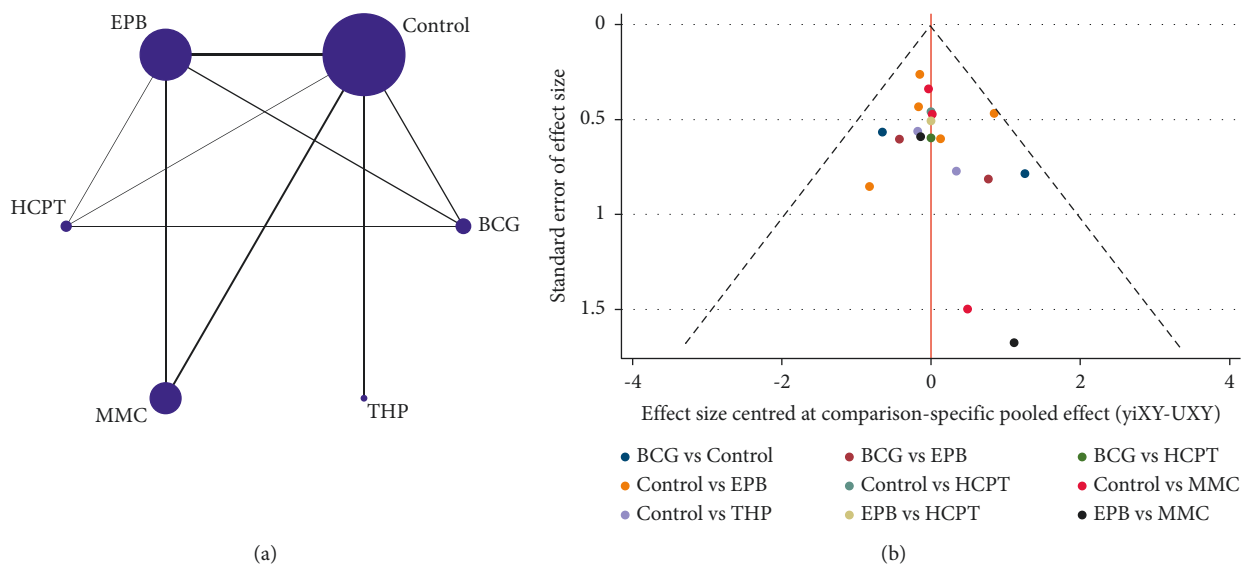 EPB
Control
HCPT
BCG
MMC
THP
(a)
Standard error of effect size
0
0.5
1
1.5
-4
-2
0
2
4
Effect size centred at comparison-specific pooled effect (yiXY-UXY)
BCG vs Control
BCG vs EPB
BCG vs HCPT
Control vs EPB
Control vs HCPT
Control vs MMC
Control vs THP
EPB vs HCPT
EPB vs MMC
(b)